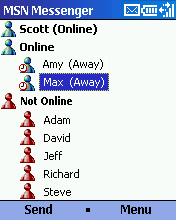 MSN Messenger
Scott (Online)
Online
Amy (Away)
Max (Away)
Not Online
Adam
David
Jeff
Richard
Steve
Send
Menu